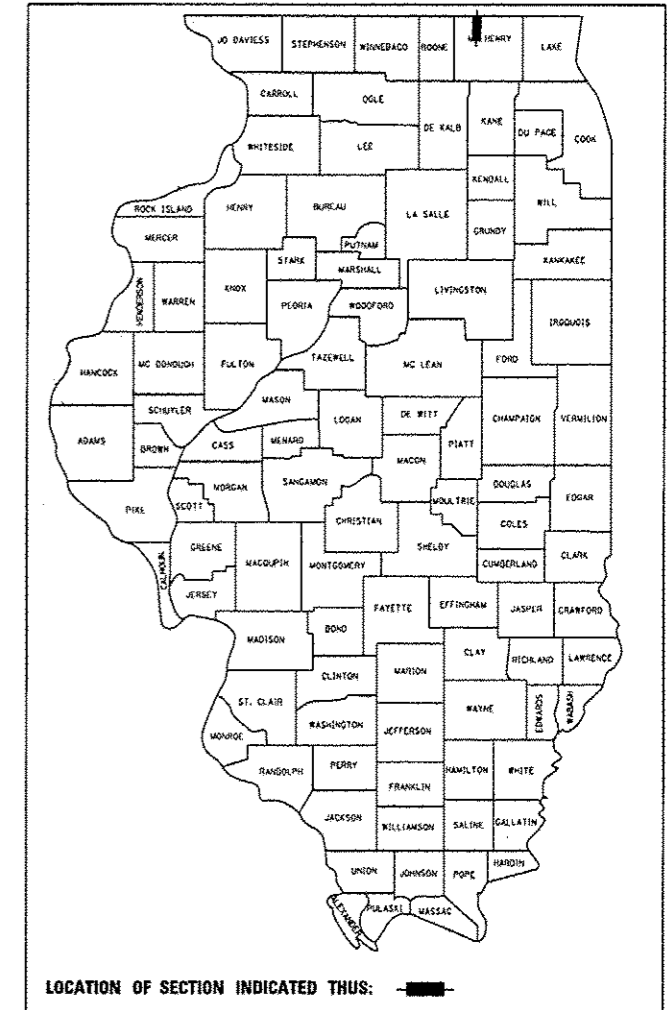 JO DAVIESS STEPHENSON WINNEBAGO BOONE HENRY LAKE
CARROLL OGLE DE KALB KANE DU PAGE COOK
WHITESIDE LEE KENDALL WILL
ROCK ISLAND HENRY BUREAU LA SALLE GRUNDY
MERCER PUTNAM KANKAKEE
STARK MARSHALL LIVINGSTON
HENDERSON WARREN KNOX PEORIA WOODFORD IROQUOIS
HANCOCK MC DONOUGH FULTON TAZEWELL MC LEAN FORD
SCHUYLER MASON LOGAN DE WITT CHAMPAIGN VERMILION
ADAMS BROWN CASS MENARD MACON PIATT
PIKE SCOTT MORGAN SANGAMON MOULTRIE DOUGLAS EDGAR
CHRISTIAN COLES
CALHOUN GREENE MACOUPIN MONTGOMERY SHELBY CUMBERLAND CLARK
JERSEY FAYETTE EFFINGHAM JASPER CRAWFORD
MADISON BOND CLAY RICHLAND LAWRENCE
CLINTON MARION
ST. CLAIR WASHINGTON JEFFERSON WAYNE EDWARDS WABASH
MONROE
RANDOLPH PERRY FRANKLIN HAMILTON WHITE
JACKSON WILLIAMSON SALINE GALLATIN
UNION JOHNSON POPE HARDIN
ALEXANDER PULASKI MASSAC
LOCATION OF SECTION INDICATED THUS: